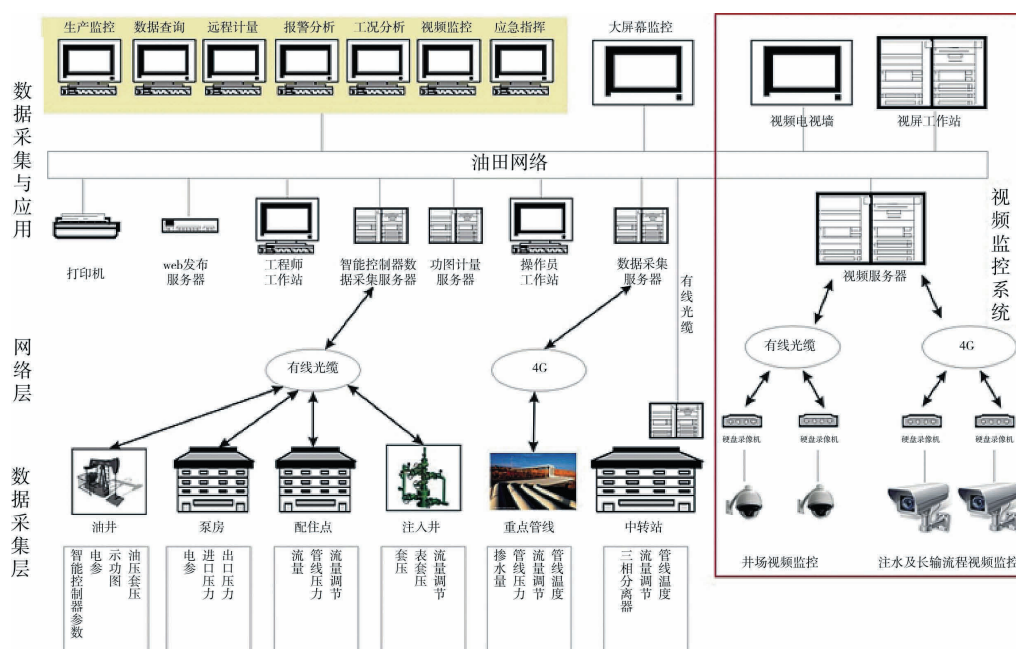 生产监控
数据查询
远程计量
报警分析
工况分析
视频监控
应急指挥
大屏幕监控
视频电视墙
视屏工作站
数据采集与应用
油田网络
打印机
web发布
服务器
工程师
工作站
智能控制器数
据采集服务器
功图计量
服务器
操作员
工作站
数据采集
服务器
有线光缆
视频服务器
视频监控系统
网络层
有线光缆
4G
有线光缆
4G
硬盘录像机
硬盘录像机
硬盘录像机
硬盘录像机
数据采集层
油井
泵房
配住点
注入井
重点管线
中转站
井场视频监控
注水及长输流程视频监控
油压套压
示功图
电参
智能控制器参数
出口压力
进口压力
电参
流量调节
管线压力
流量
流量调节
表套压
套压
管线温度
流量调节
管线压力
掺水量
管线温度
流量调节
三相分离器